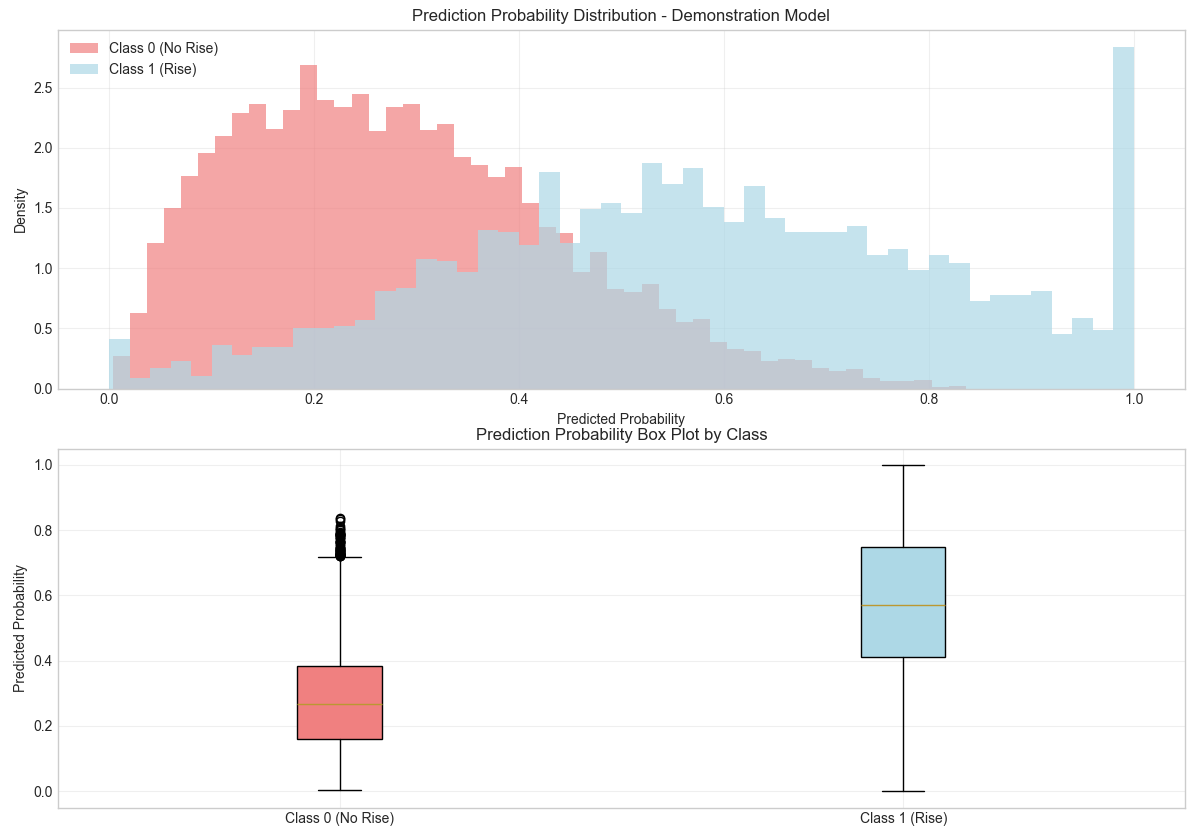 Prediction Probability Distribution - Demonstration Model
Class 0 (No Rise)
Class 1 (Rise)
Density
2.5
2.0
1.5
1.0
0.5
0.0
0.0 0.2 0.4 0.6 0.8 1.0
Predicted Probability
Prediction Probability Box Plot by Class
Predicted Probability
1.0
0.8
0.6
0.4
0.2
0.0
Class 0 (No Rise) Class 1 (Rise)